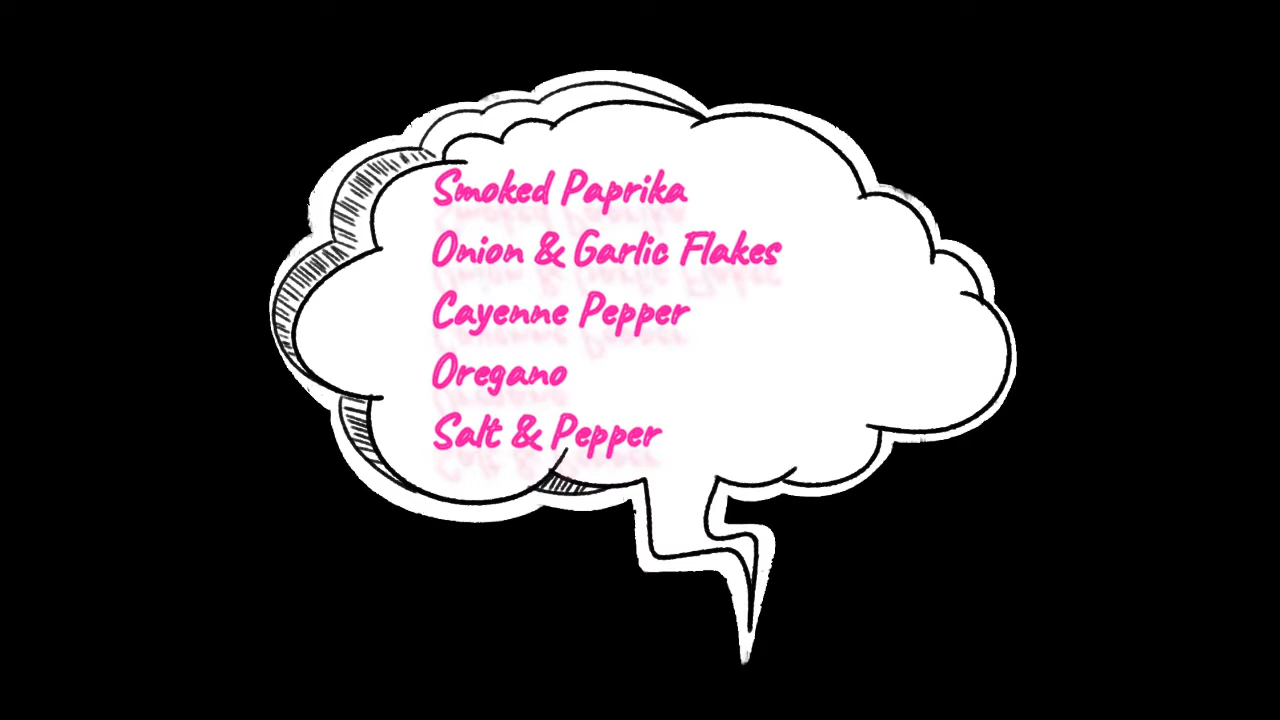 Smoked Paprika
Onion & Garlic Flakes
Cayenne Pepper
Oregano
Salt & Pepper